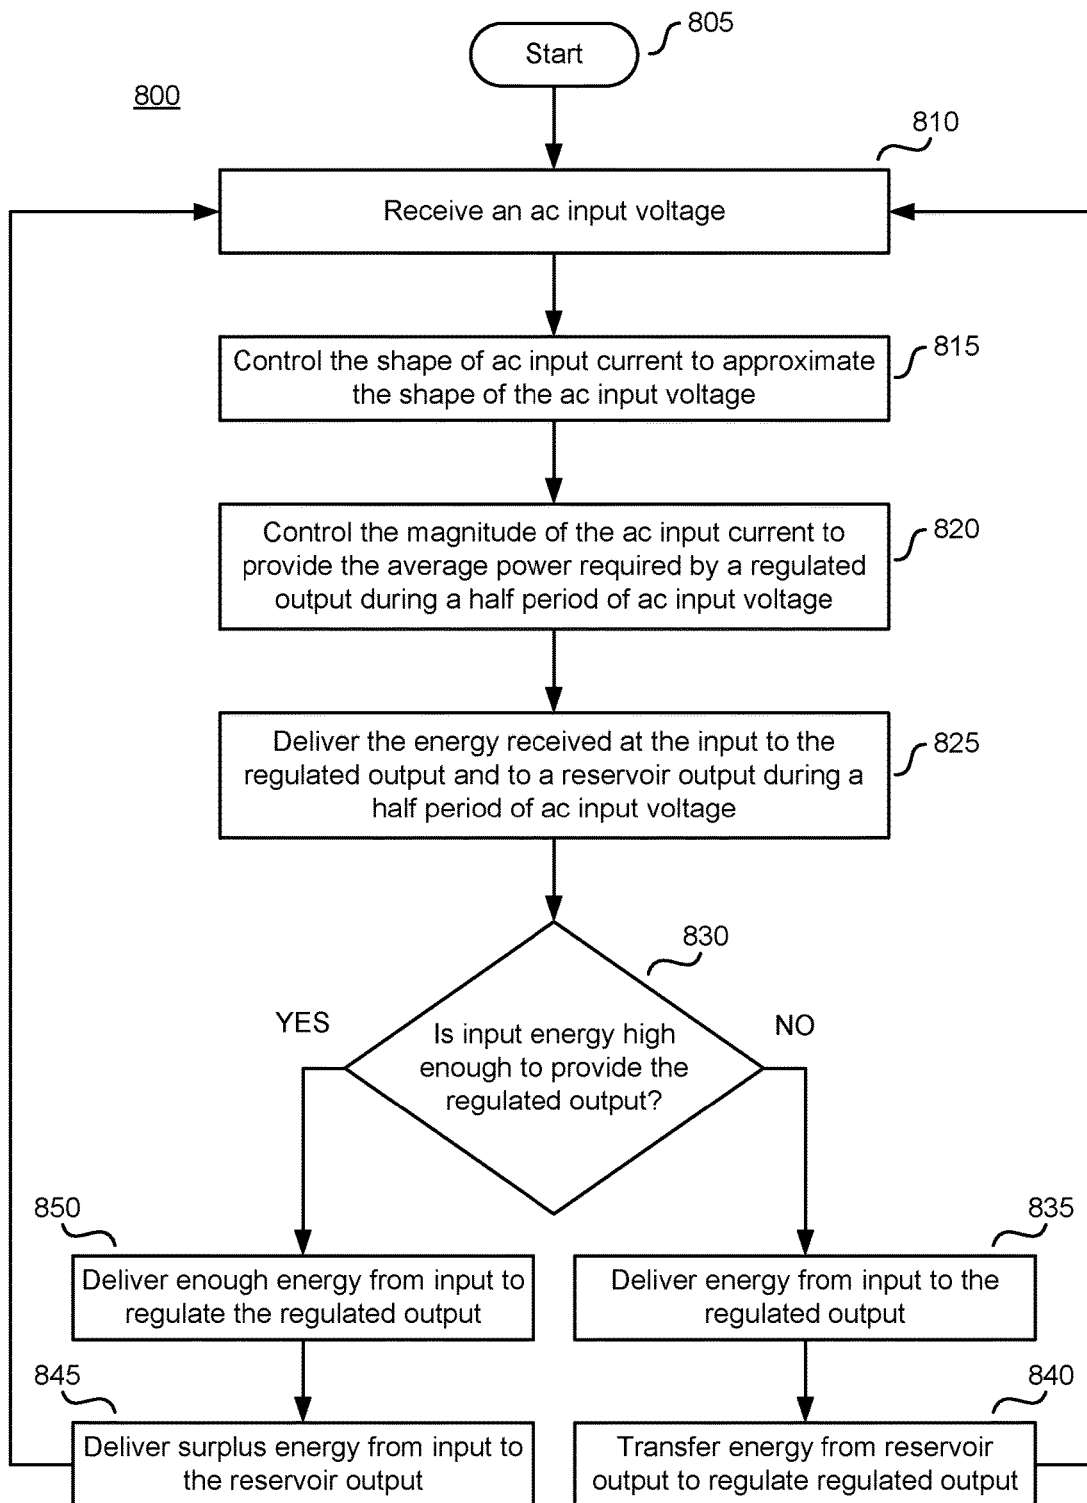 Start
805
800
810
Receive an ac input voltage
Control the shape of ac input current to approximate
the shape of the ac input voltage
815
Control the magnitude of the ac input current to
provide the average power required by a regulated
output during a half period of ac input voltage
820
Deliver the energy received at the input to the
regulated output and to a reservoir output during a
half period of ac input voltage
825
830
YES
NO
Is input energy high
enough to provide the
regulated output?
850
835
Deliver enough energy from input to
regulate the regulated output
Deliver energy from input to the
regulated output
845
840
Deliver surplus energy from input to
the reservoir output
Transfer energy from reservoir
output to regulate regulated output